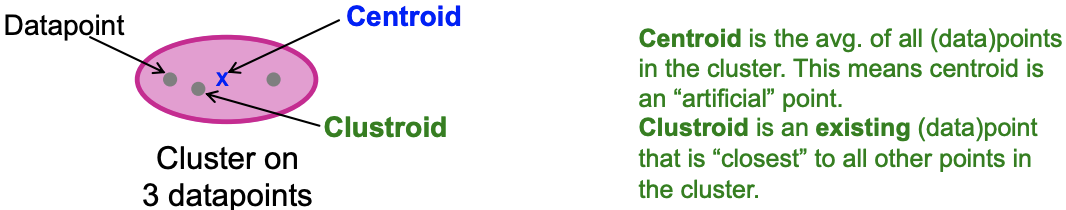 Datapoint
Centroid
x
Clustroid
Cluster on
3 datapoints
Centroid is the avg. of all (data)points
in the cluster. This means centroid is
an “artificial” point.
Clustroid is an existing (data)point
that is “closest” to all other points in
the cluster.